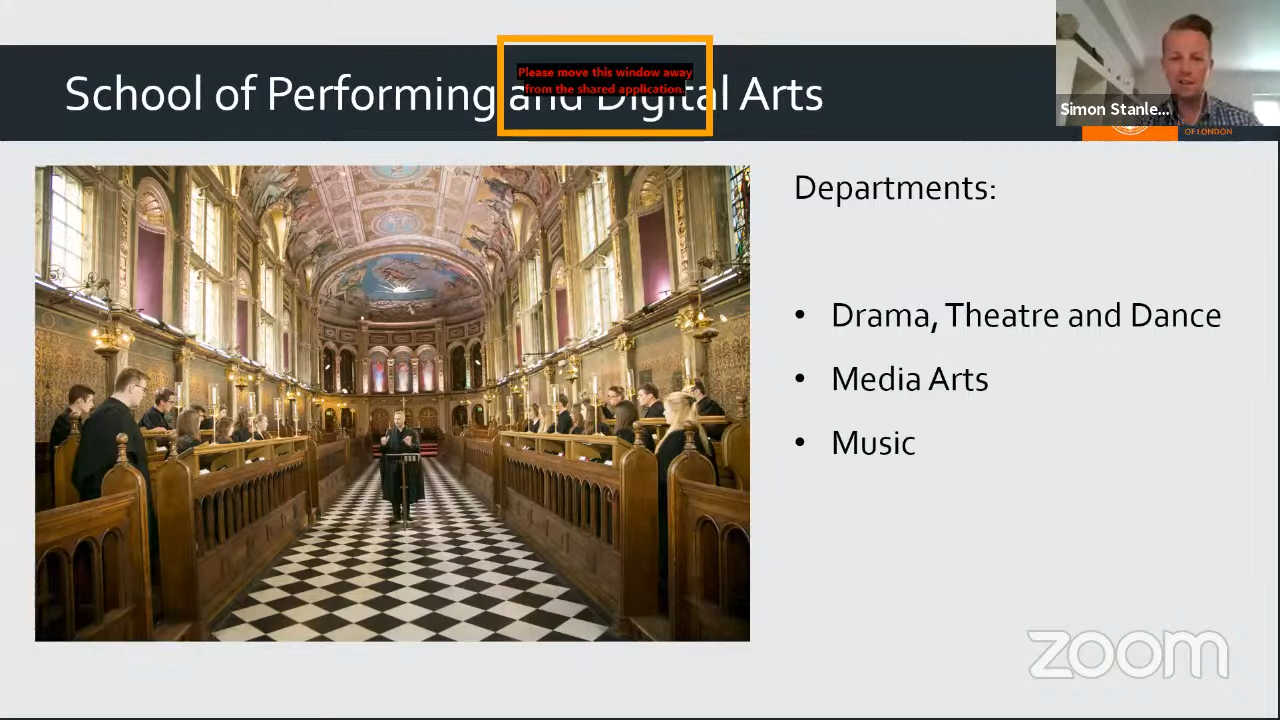 School of Performing and Digital Arts
Please move this window away
from the shared application.
Simon Stanle...
OF LONDON
Departments:
• Drama, Theatre and Dance
• Media Arts
• Music
zoom